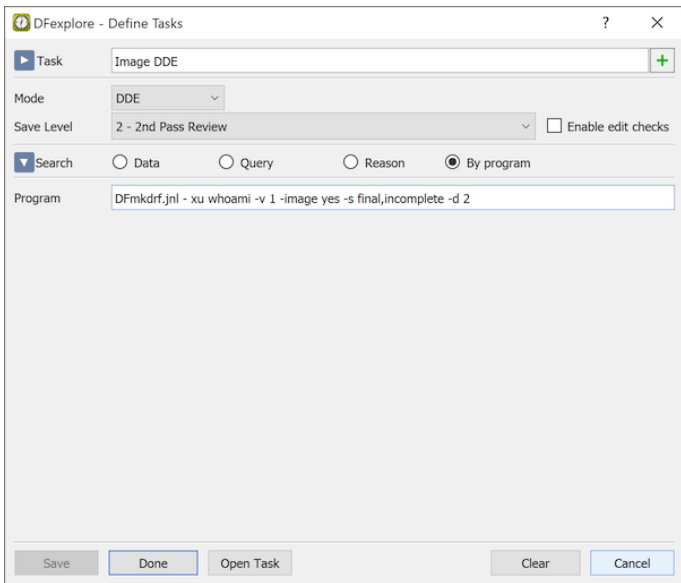 DFexplore - Define Tasks
Task Image DDE
Mode DDE
Save Level 2 - 2nd Pass Review Enable edit checks
Search Data Query Reason By program
Program DFmkdrf.jnl - xu whoami -v 1 -image yes -s final,incomplete -d 2
Save Done Open Task Clear Cancel